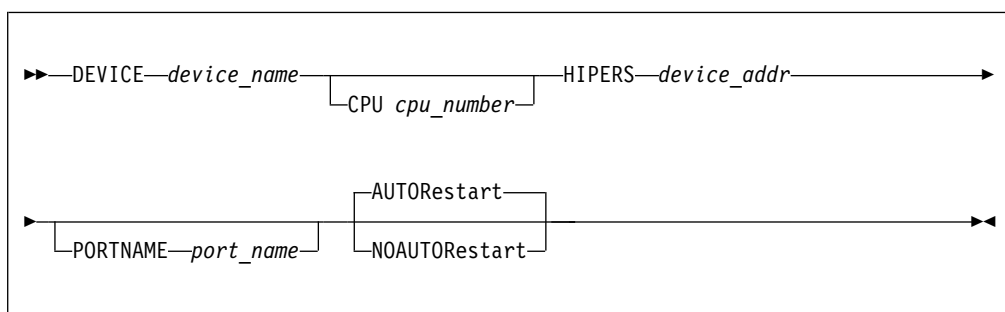 DEVICE device_name HIPERS device_addr
CPU cpu_number
AUTORestart
PORTNAME port_name NOAUTORestart